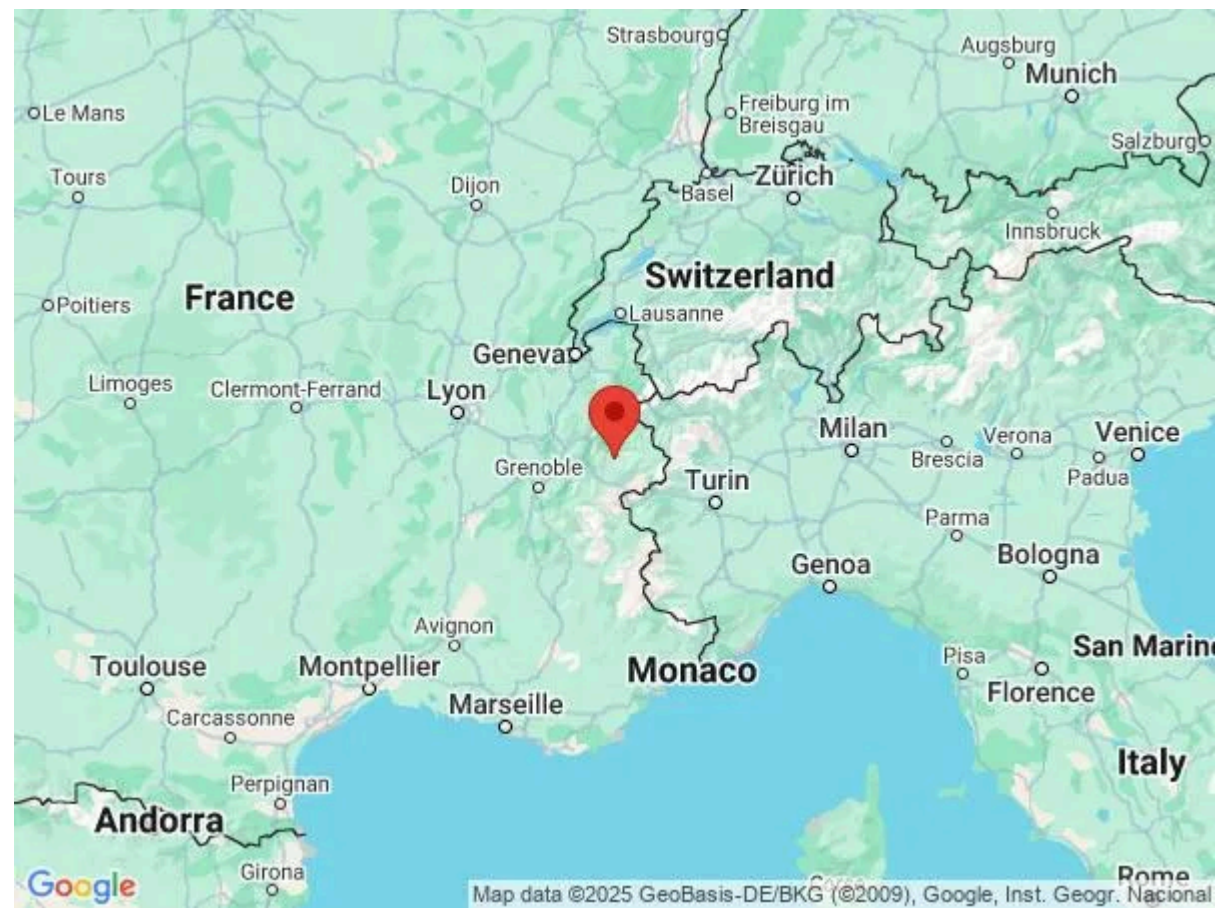 Strasbourg
Augsburg
Munich
Le Mans
Freiburg im
Breisgau
Salzburg
Tours
Dijon
Basel
Zürich
Innsbruck
Switzerland
France
Poitiers
Lausanne
Geneva
Limoges
Clermont-Ferrand
Lyon
Milan
Verona
Venice
Brescia
Padua
Grenoble
Turin
Parma
Bologna
Genoa
Avignon
San Marino
Toulouse
Montpellier
Monaco
Pisa
Florence
Marseille
Carcassonne
Italy
Perpignan
Andorra
Girona
Rome
Google
Map data ©2025 GeoBasis-DE/BKG (©2009), Google, Inst. Geogr. Nacional